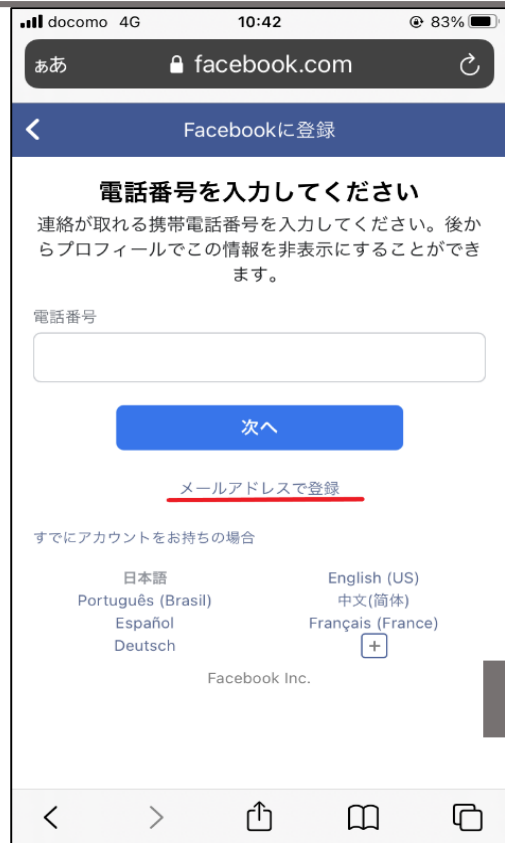 docomo 4G 10:42 83%
ぁあ facebook.com
Facebookに登録
電話番号を入力してください
連絡が取れる携帯電話番号を入力してください。後か
らプロフィールでこの情報を非表示にすることができ
ます。
電話番号
次へ
メールアドレスで登録
すでにアカウントをお持ちの場合
日本語 English (US)
Português (Brasil) 中文(简体)
Español Français (France)
Deutsch +
Facebook Inc.